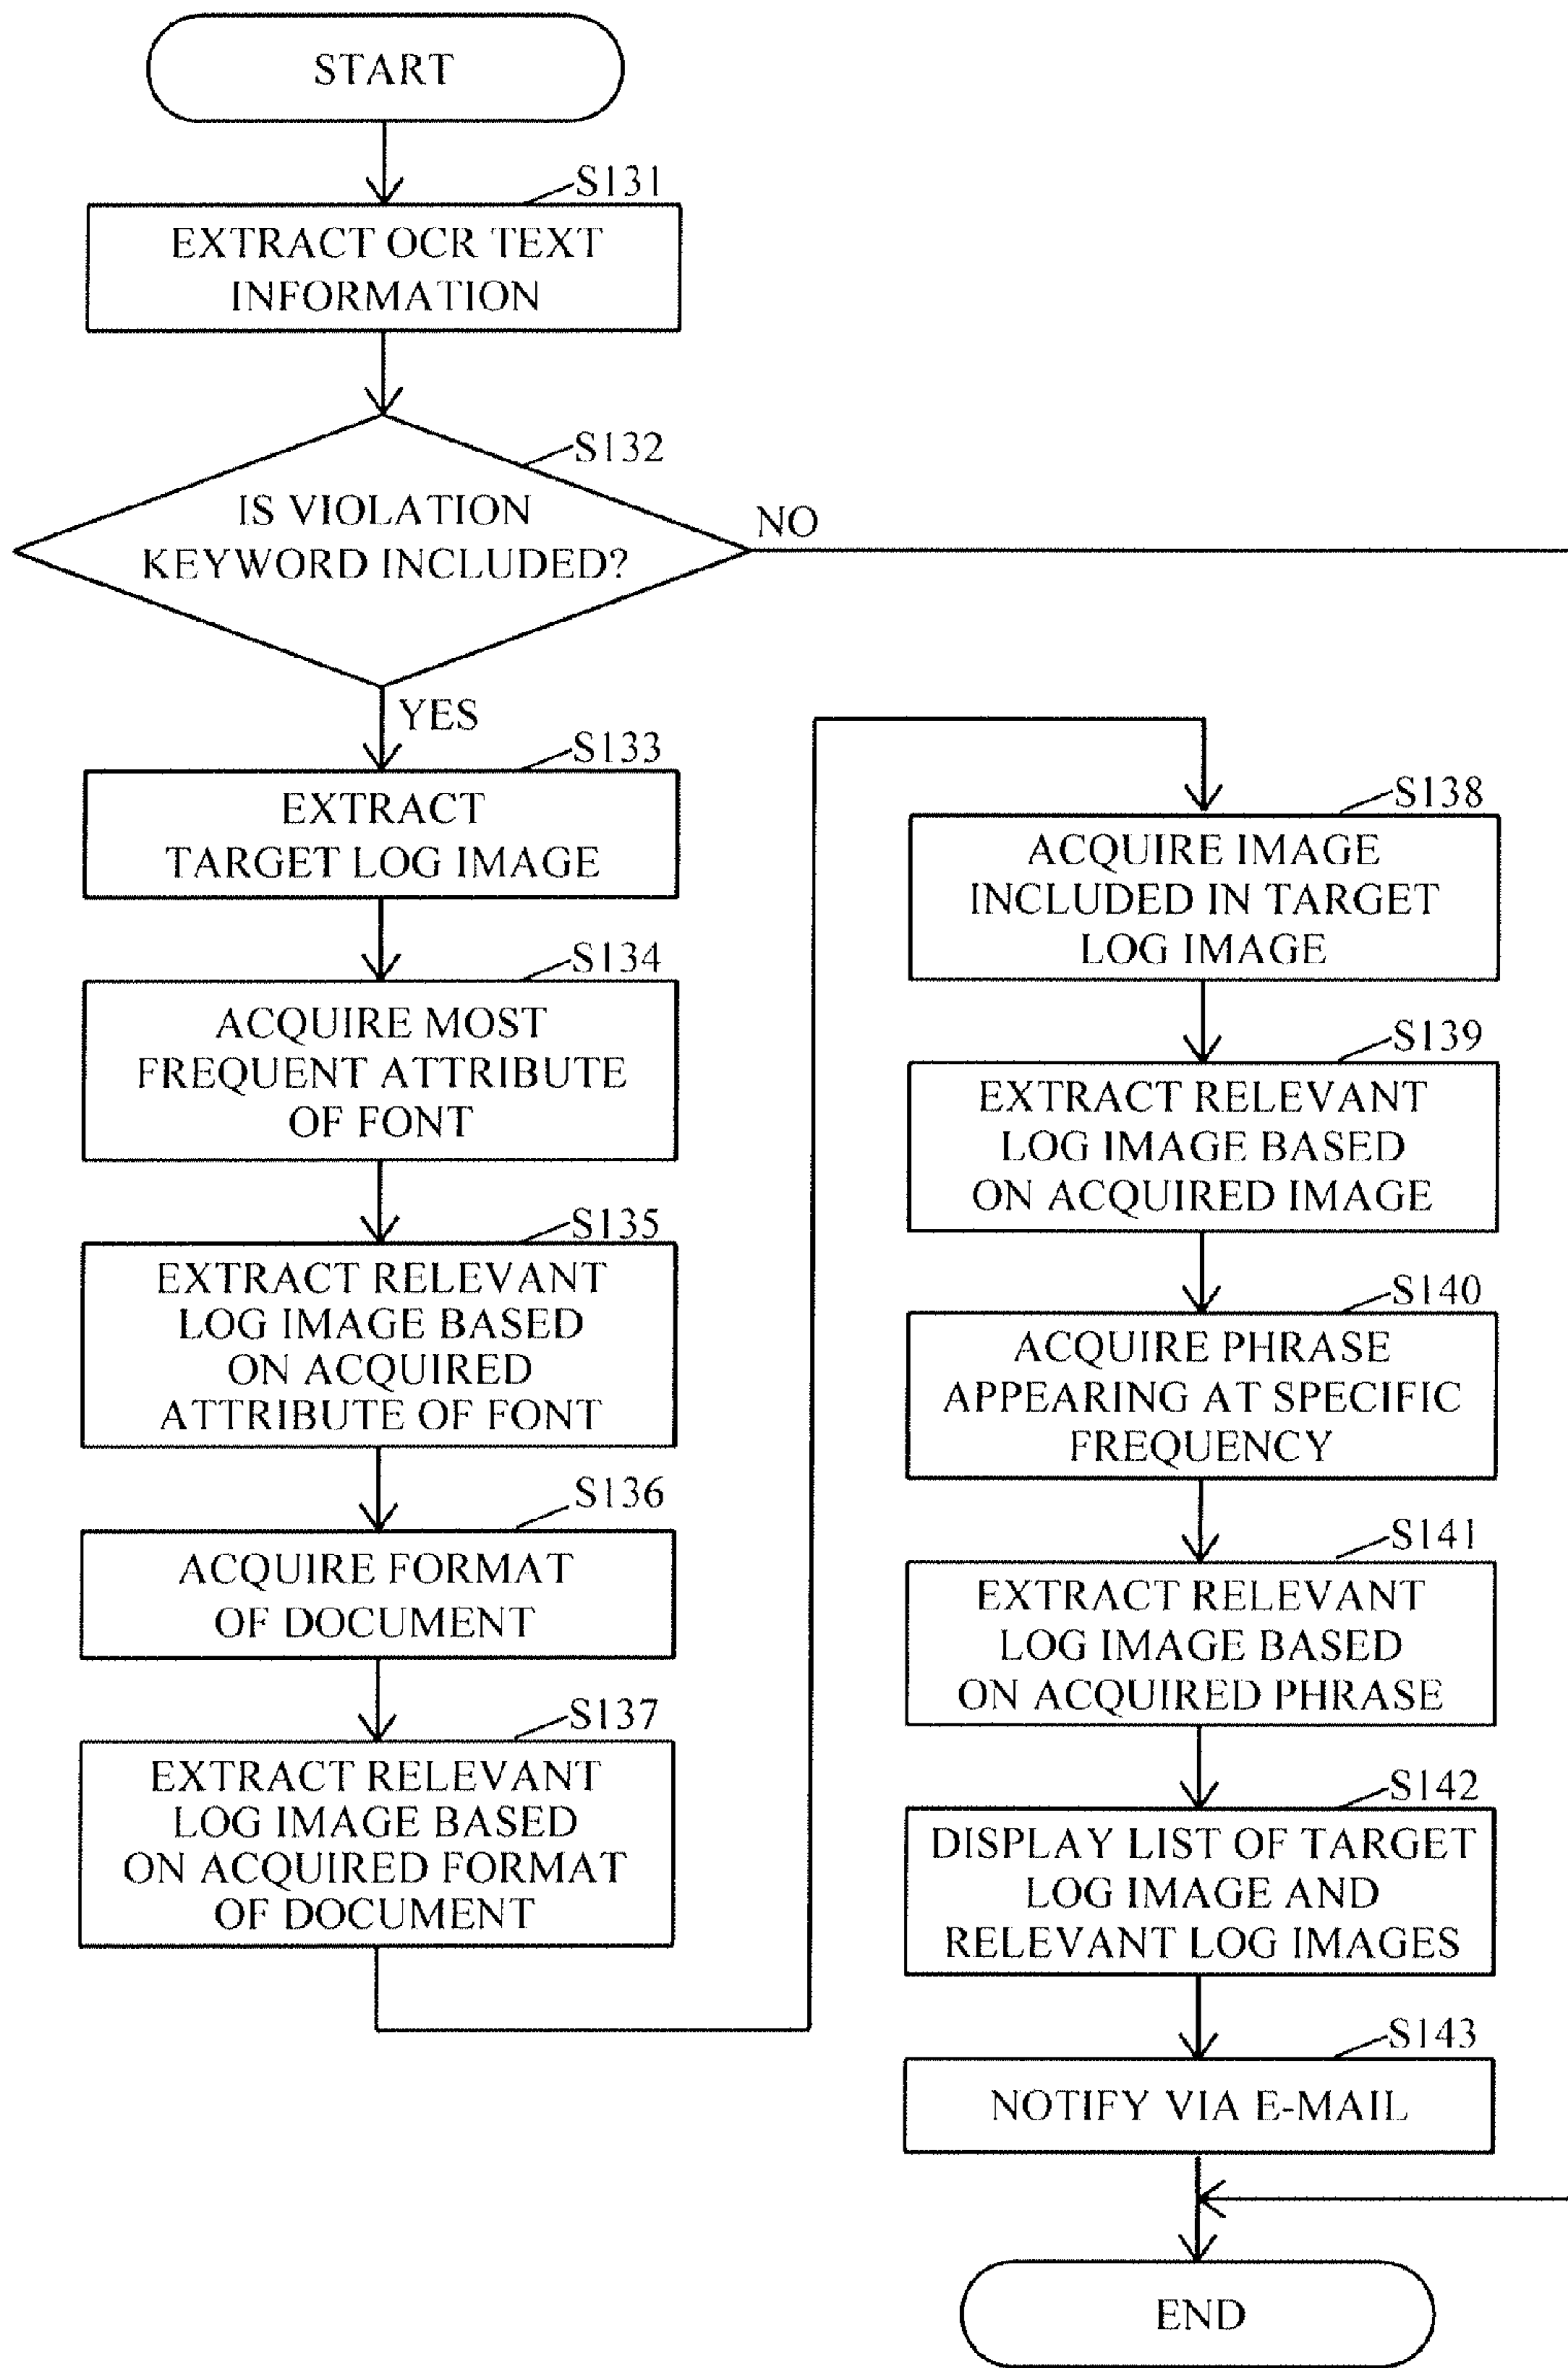 START
S131
EXTRACT OCR TEXT
INFORMATION
S132
IS VIOLATION
KEYWORD INCLUDED?
NO
YES
S133
EXTRACT
TARGET LOG IMAGE
S134
ACQUIRE MOST
FREQUENT ATTRIBUTE
OF FONT
S135
EXTRACT RELEVANT
LOG IMAGE BASED
ON ACQUIRED
ATTRIBUTE OF FONT
S136
ACQUIRE FORMAT
OF DOCUMENT
S137
EXTRACT RELEVANT
LOG IMAGE BASED
ON ACQUIRED FORMAT
OF DOCUMENT
S138
ACQUIRE IMAGE
INCLUDED IN TARGET
LOG IMAGE
S139
EXTRACT RELEVANT
LOG IMAGE BASED
ON ACQUIRED IMAGE
S140
ACQUIRE PHRASE
APPEARING AT SPECIFIC
FREQUENCY
S141
EXTRACT RELEVANT
LOG IMAGE BASED
ON ACQUIRED PHRASE
S142
DISPLAY LIST OF TARGET
LOG IMAGE AND
RELEVANT LOG IMAGES
S143
NOTIFY VIA E-MAIL
END